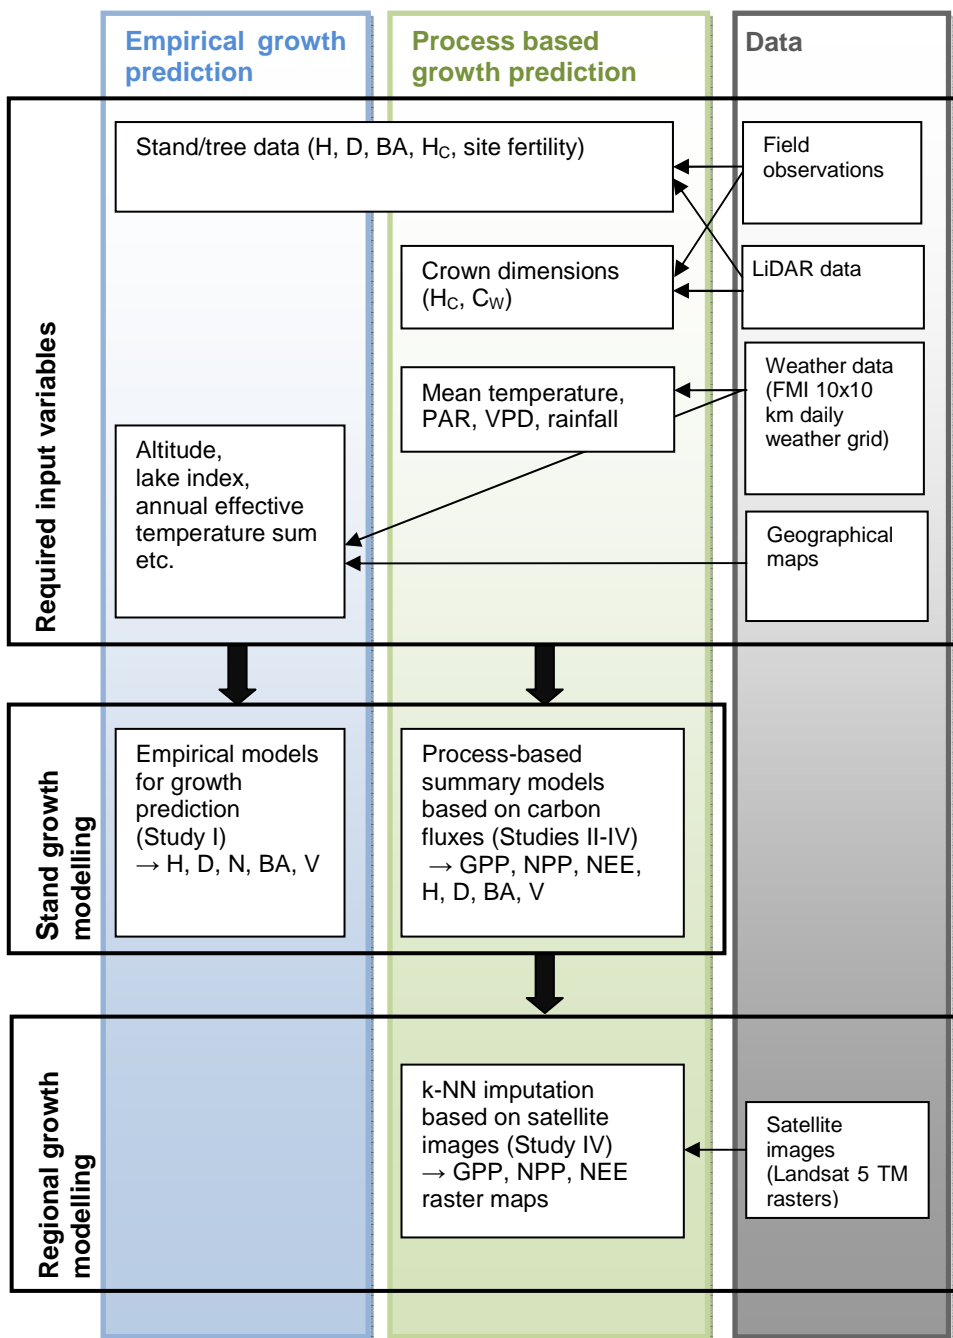 Empirical growth
prediction
Process based
growth prediction
Data
Required input variables
Stand/tree data (H, D, BA, HC, site fertility)
Field
observations
Crown dimensions
(HC, CW)
LiDAR data
Mean temperature,
PAR, VPD, rainfall
Weather data
(FMI 10x10
km daily
weather grid)
Altitude,
lake index,
annual effective
temperature sum
etc.
Geographical
maps
Stand growth
modelling
Empirical models
for growth
prediction
(Study I)
→ H, D, N, BA, V
Process-based
summary models
based on carbon
fluxes (Studies II-IV)
→ GPP, NPP, NEE,
H, D, BA, V
Regional growth
modelling
k-NN imputation
based on satellite
images (Study IV)
→ GPP, NPP, NEE
raster maps
Satellite
images
(Landsat 5 TM
rasters)